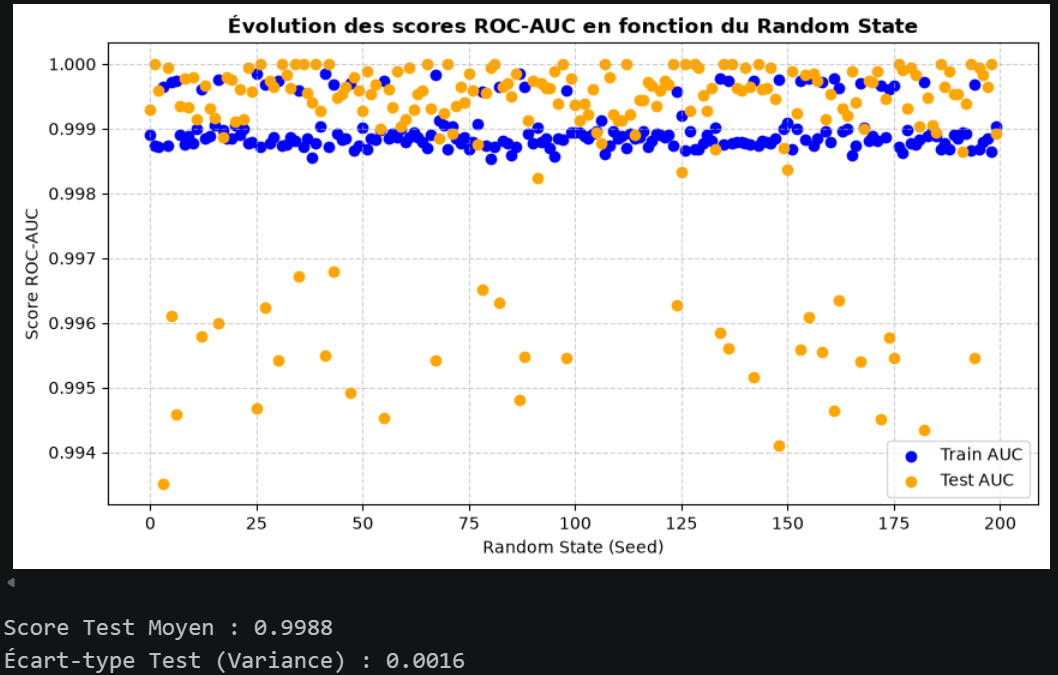 Évolution des scores ROC-AUC en fonction du Random State
1.000
0.999
0.998
0.997
0.996
0.995
0.994
Score ROC-AUC
0 25 50 75 100 125 150 175 200
Random State (Seed)
Train AUC
Test AUC
Score Test Moyen : 0.9988
Écart-type Test (Variance) : 0.0016